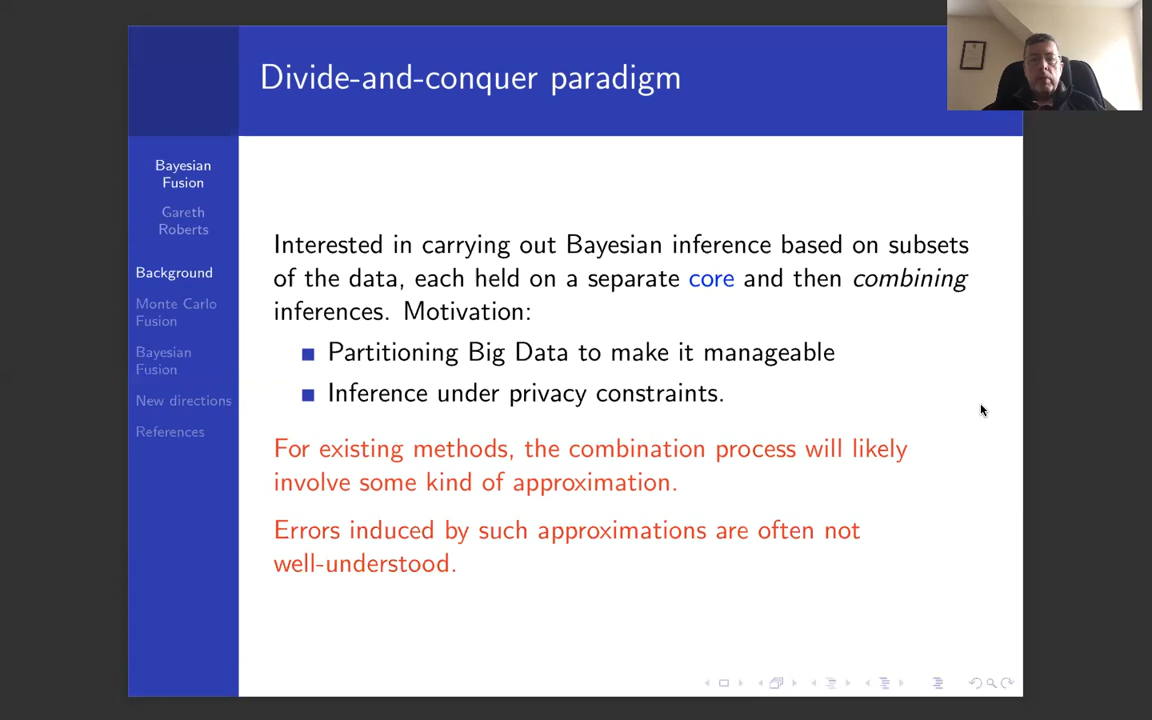 Divide-and-conquer paradigm
Bayesian
Fusion
Gareth
Roberts
Background
Monte Carlo
Fusion
Bayesian
Fusion
New directions
References
Interested in carrying out Bayesian inference based on subsets
of the data, each held on a separate core and then combining
inferences. Motivation:
Partitioning Big Data to make it manageable
Inference under privacy constraints.
For existing methods, the combination process will likely
involve some kind of approximation.
Errors induced by such approximations are often not
well-understood.